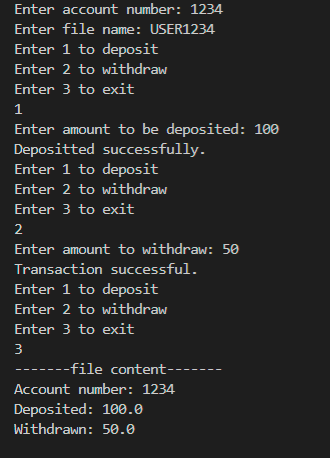 Enter account number: 1234
Enter file name: USER1234
Enter 1 to deposit
Enter 2 to withdraw
Enter 3 to exit
1
Enter amount to be deposited: 100
Depositted successfully.
Enter 1 to deposit
Enter 2 to withdraw
Enter 3 to exit
2
Enter amount to withdraw: 50
Transaction successful.
Enter 1 to deposit
Enter 2 to withdraw
Enter 3 to exit
3
-------file content-------
Account number: 1234
Deposited: 100.0
Withdrawn: 50.0